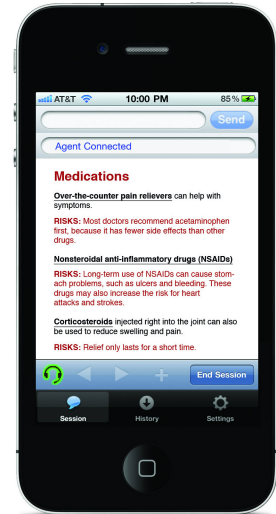 AT&T 10:00 PM 85%
Send
Agent Connected
Medications
Over-the-counter pain relievers can help with
symptoms.
RISKS: Most doctors recommend acetaminophen
first, because it has fewer side effects than other
drugs.
Nonsteroidal anti-inflammatory drugs (NSAIDs)
RISKS: Long-term use of NSAIDs can cause stom-
ach problems, such as ulcers and bleeding. These
drugs may also increase the risk for heart
attacks and strokes.
Corticosteroids injected right into the joint can also
be used to reduce swelling and pain.
RISKS: Relief only lasts for a short time.
End Session
Session History Settings